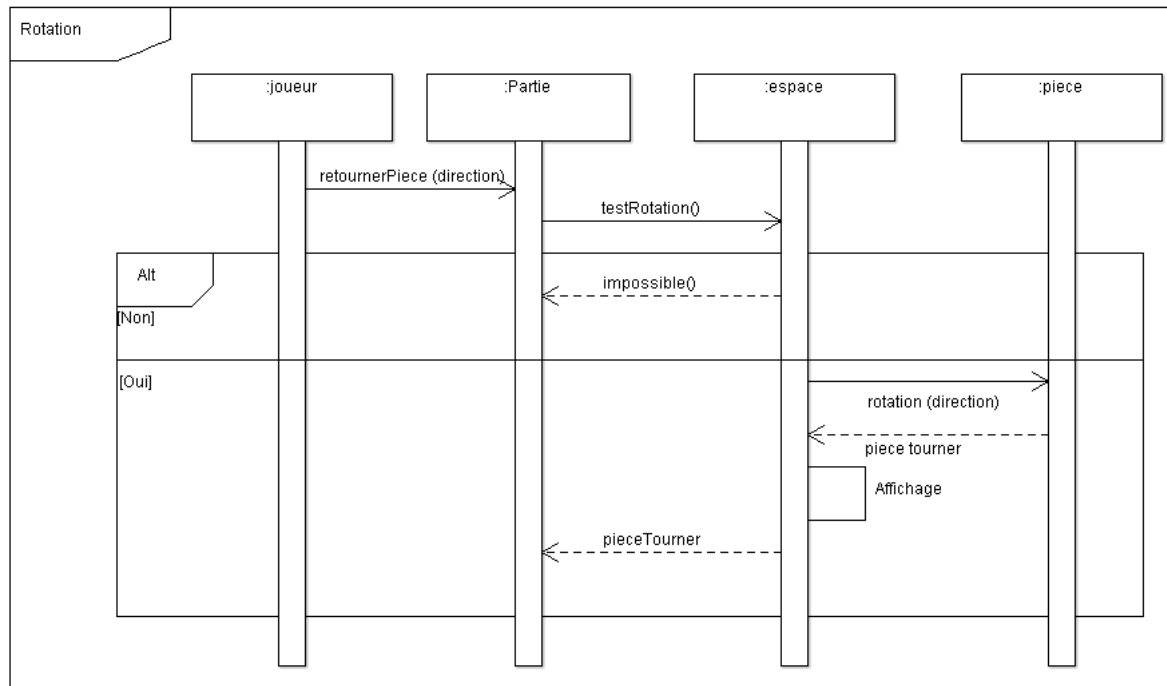 Rotation
:joueur
:Partie
:espace
:piece
retournerPiece (direction)
testRotation()
Alt
impossible()
[Non]
[Oui]
rotation (direction)
piece tourner
Affichage
pieceTourner